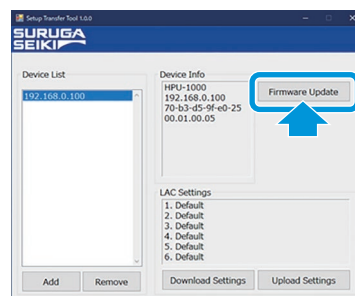 Setup Transfer Tool 1.0.0
SURUGA
SEIKI
Device List
192.168.0.100
Add
Remove
Device Info
HPU-1000
192.168.0.100
70-b3-d5-9f-e0-25
00.01.00.05
Firmware Update
LAC Settings
1. Default
2. Default
3. Default
4. Default
5. Default
6. Default
Download Settings
Upload Settings